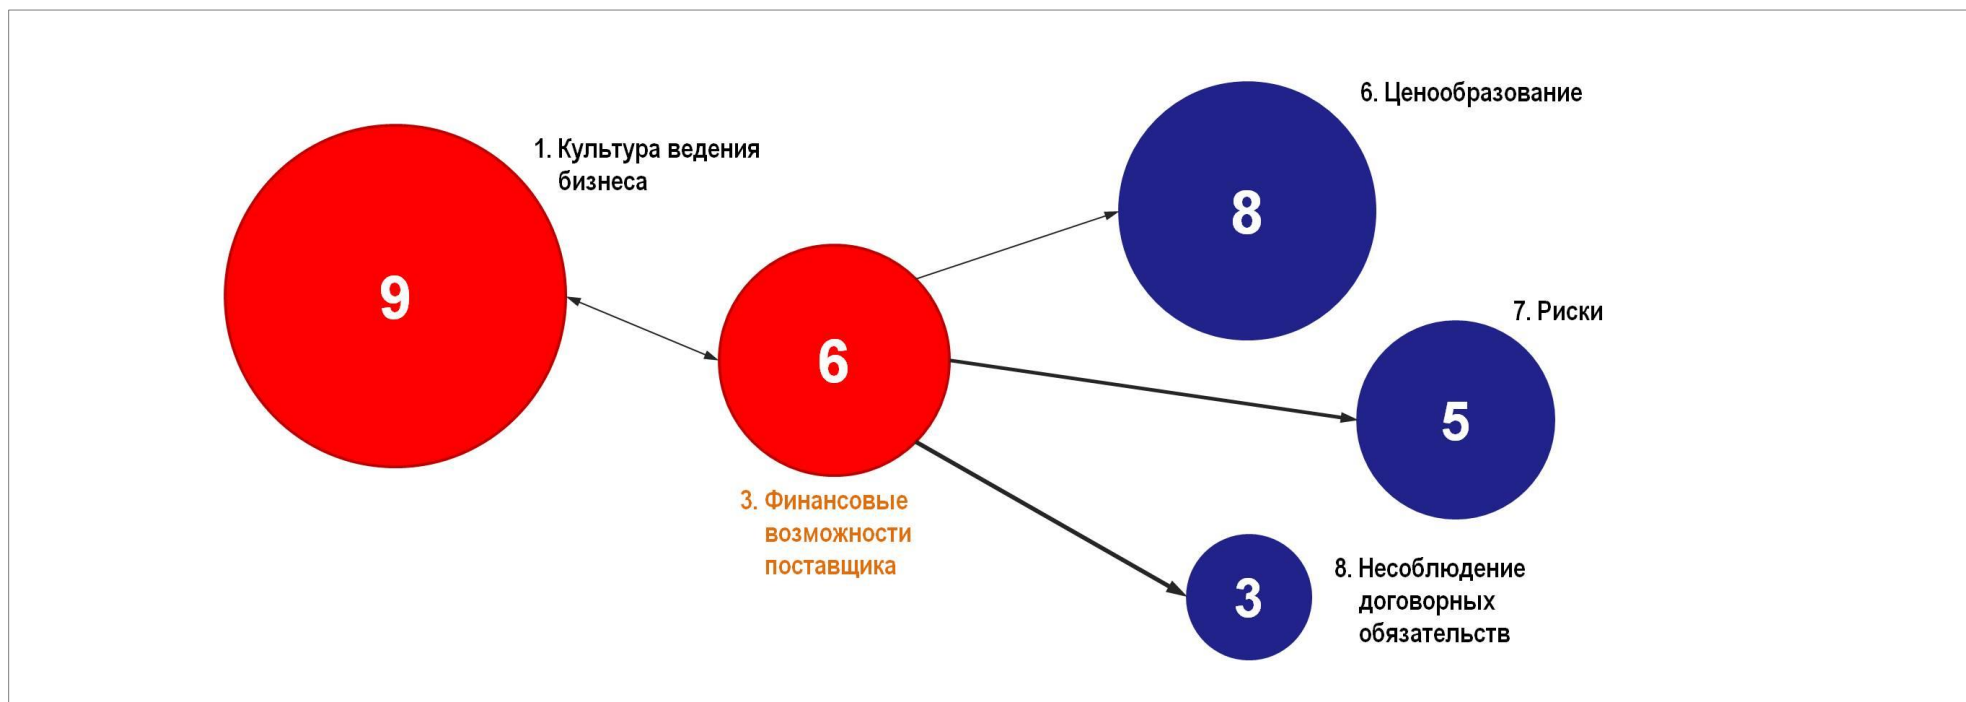 6. Ценообразование
1. Культура ведения
бизнеса
8
9
7. Риски
6
5
3. Финансовые
возможности
поставщика
3
8. Несоблюдение
договорных
обязательств